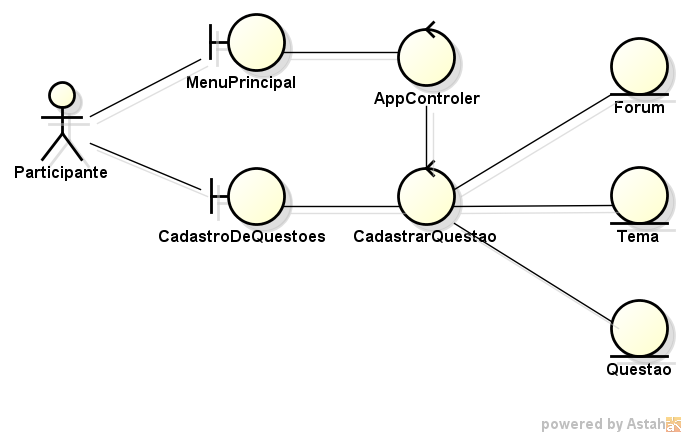 MenuPrincipal
AppControler
Forum
Participante
CadastroDeQuestoes
CadastrarQuestao
Tema
Questao
powered by Astah